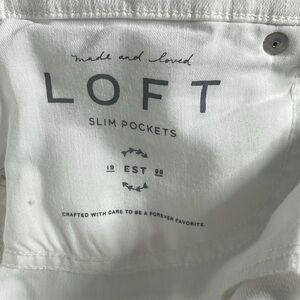 made and loved
LOFT
SLIM POCKETS
19 EST 98
CRAFTED WITH CARE TO BE A FOREVER FAVORITE.